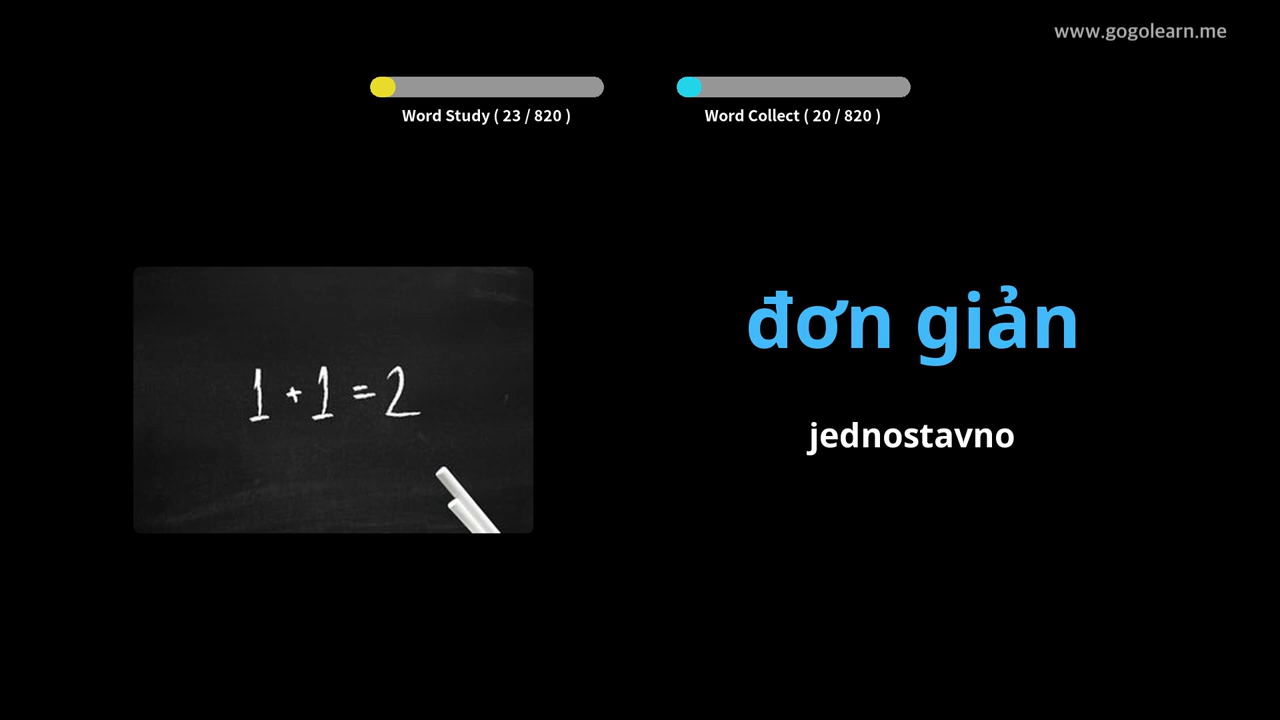 www.gogolearn.me
Word Study ( 23 / 820 )
Word Collect ( 20 / 820 )
1 + 1 = 2
đơn giản
jednostavno